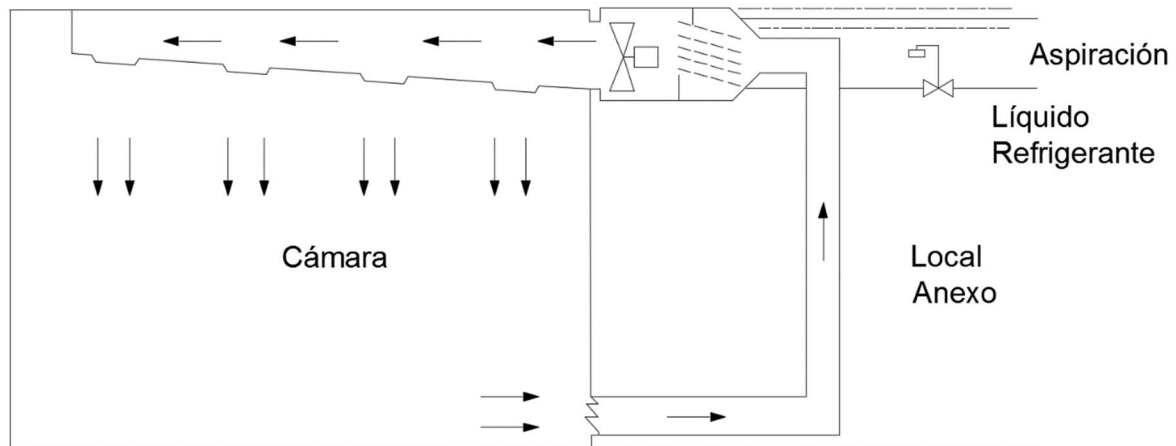 Aspiración
Líquido
Refrigerante
Cámara
Local
Anexo